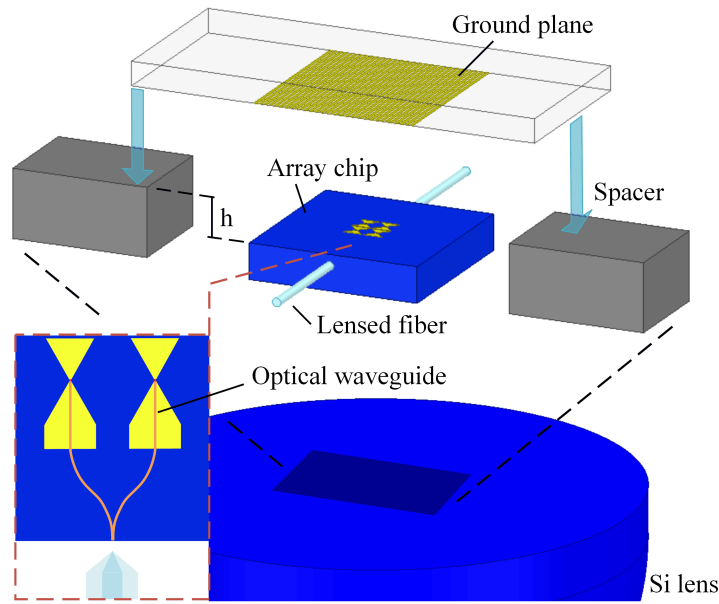 Ground plane
Array chip
Spacer
h
Lensed fiber
Optical waveguide
Si lens